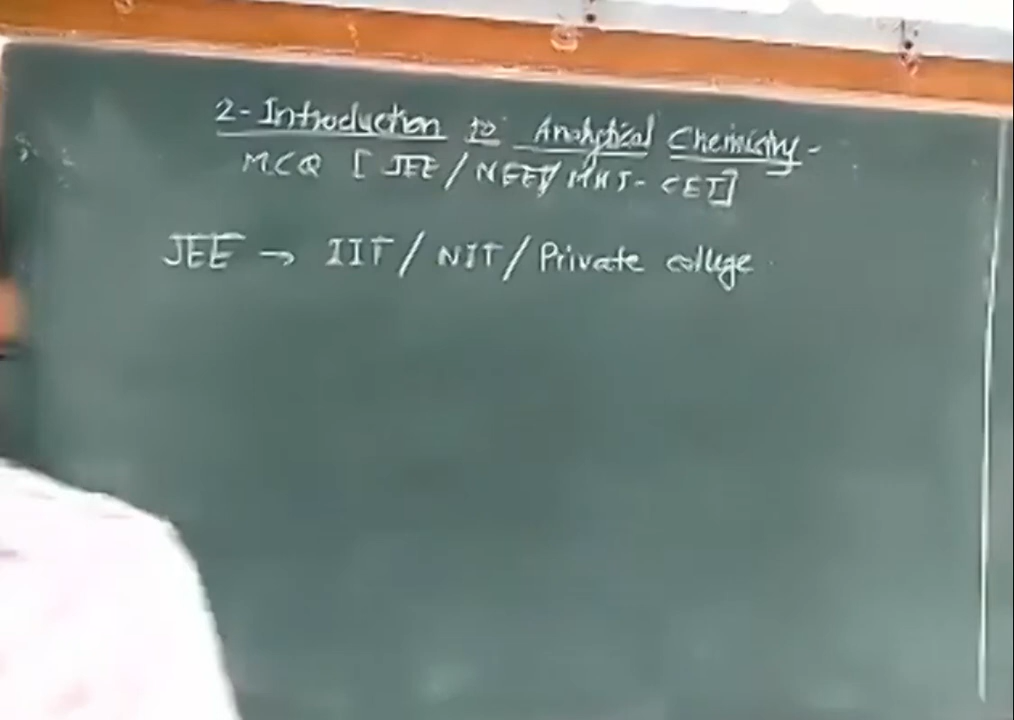 2- Introduction to Analytical Chemistry -
MCQ [ JEE / NEET / MHT- CET]
JEE → IIT / NIT / Private college